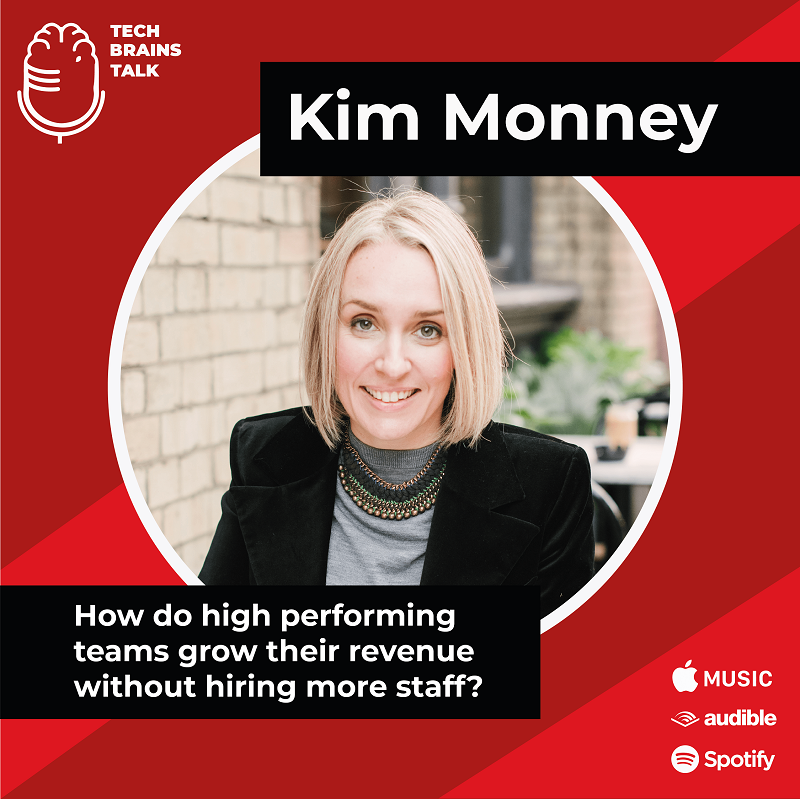 TECH
BRAINS
TALK
Kim Monney
How do high performing
teams grow their revenue
without hiring more staff?
MUSIC
audible
Spotify